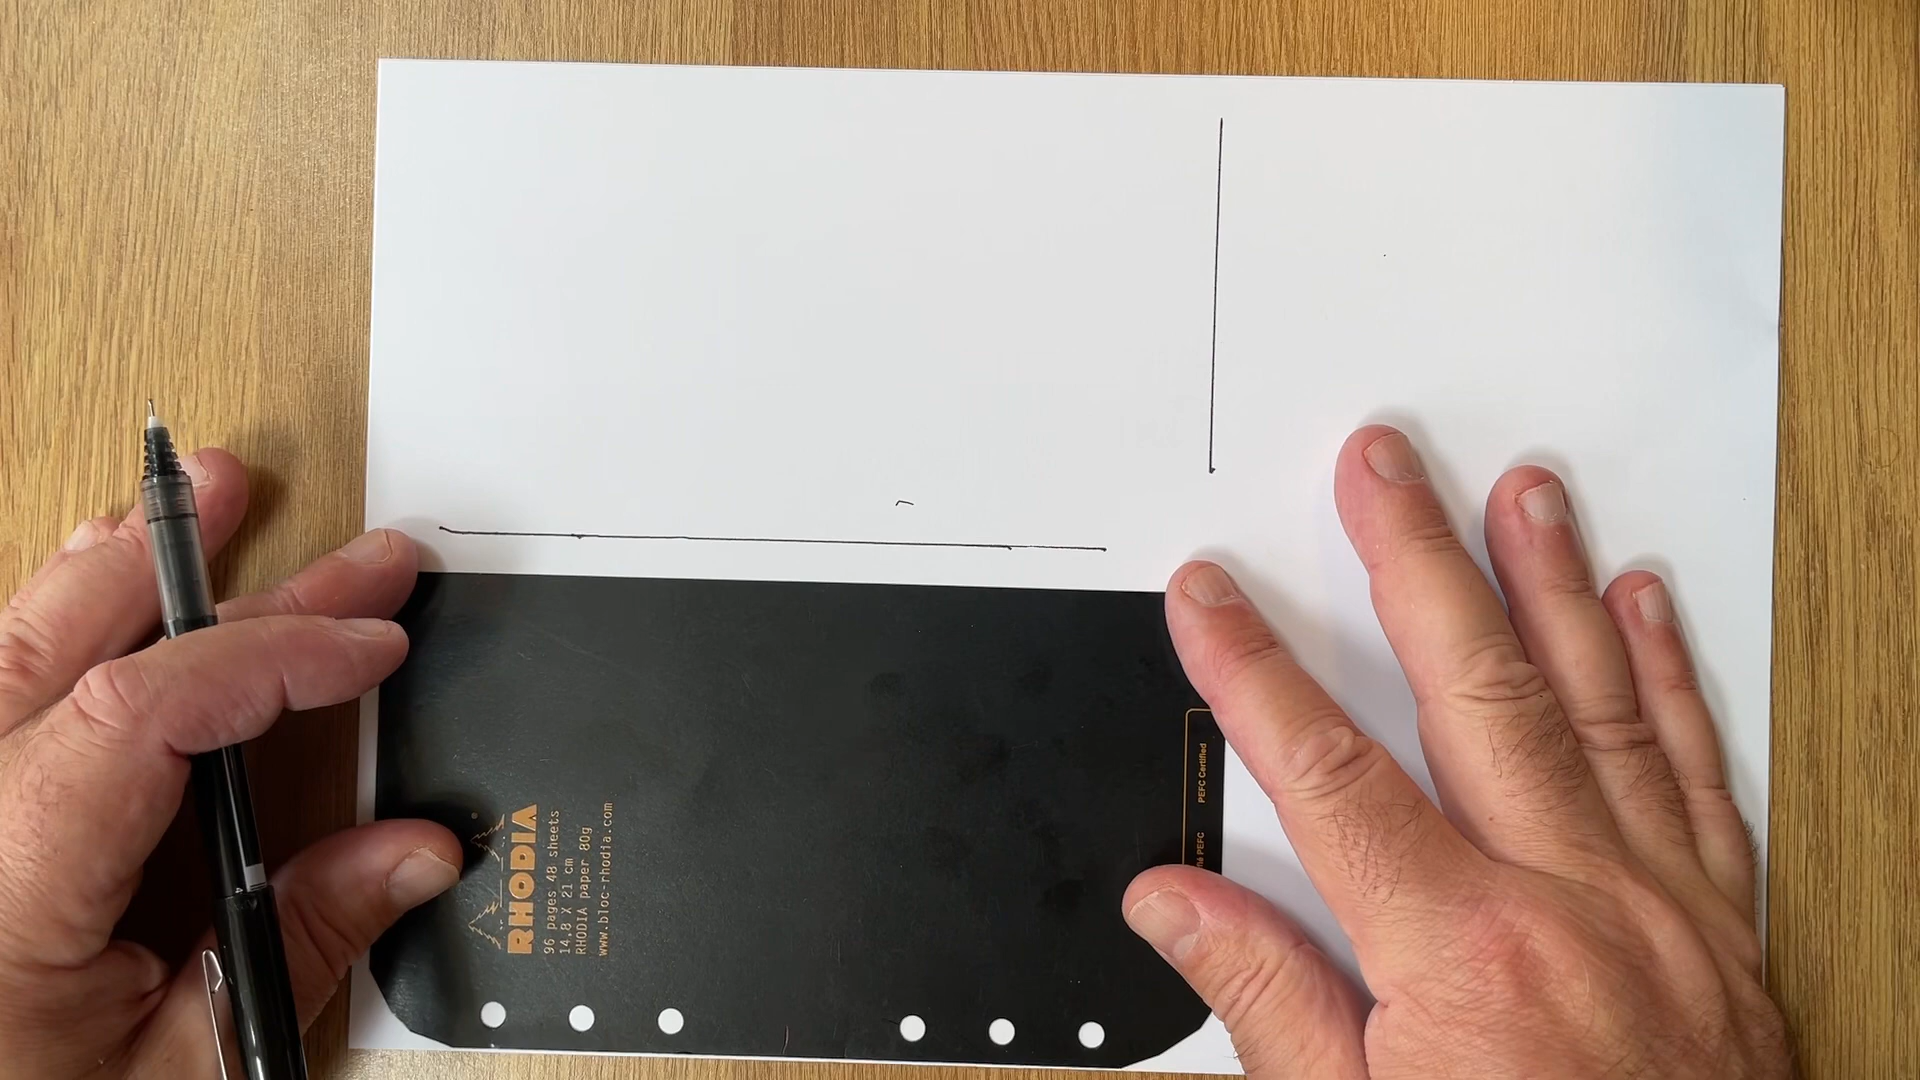 RHODIA
96 pages 48 sheets
14.8 X 21 cm
RHODIA paper 80g
www.bloc-rhodia.com
PEFC Certified
PEFC